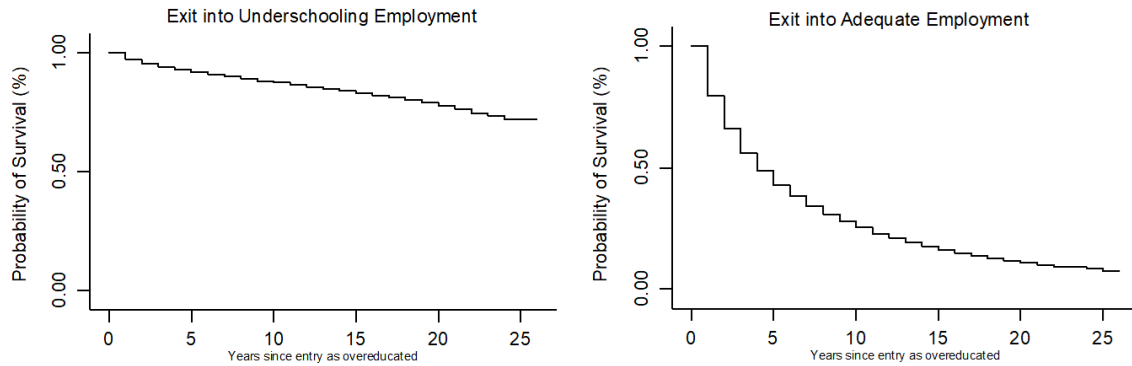 Exit into Underschooling Employment
Probability of Survival (%)
1.00
0.50
0.00
0 5 10 15 20 25
Years since entry as overeducated
Exit into Adequate Employment
Probability of Survival (%)
1.00
0.50
0.00
0 5 10 15 20 25
Years since entry as overeducated